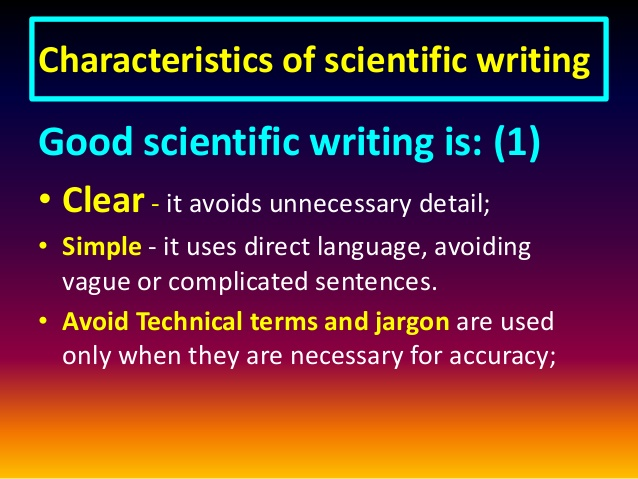 Characteristics of scientific writing
Good scientific writing is: (1)
• Clear - it avoids unnecessary detail;
• Simple - it uses direct language, avoiding
vague or complicated sentences.
• Avoid Technical terms and jargon are used
only when they are necessary for accuracy;